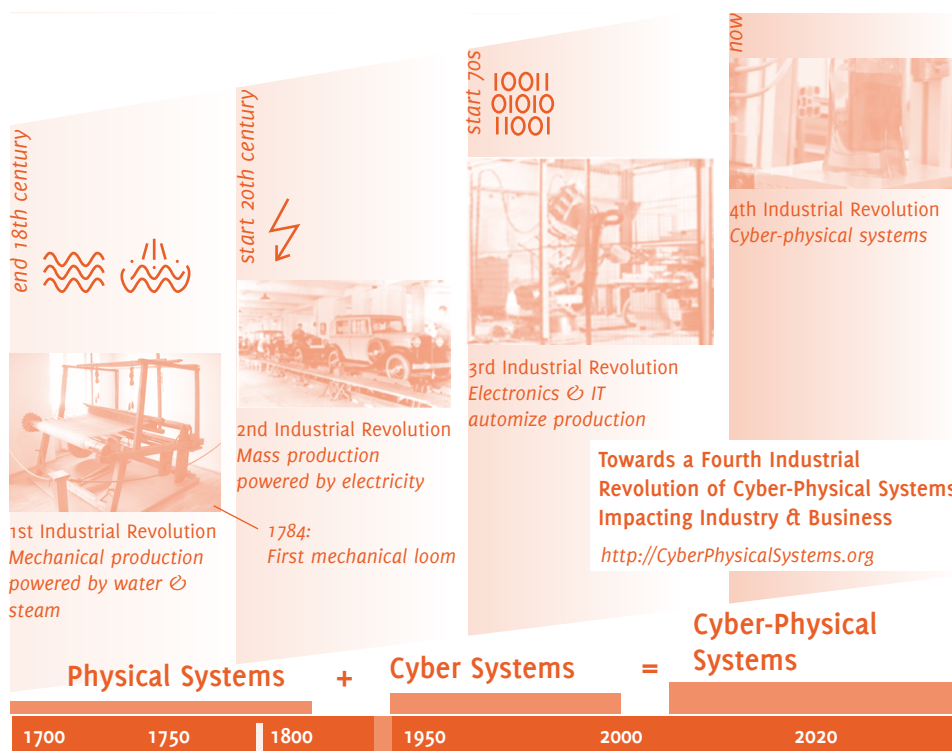 end 18th century
1st Industrial Revolution
Mechanical production
powered by water &
steam
1784:
First mechanical loom
start 20th century
2nd Industrial Revolution
Mass production
powered by electricity
start 70s
10011
01010
11001
3rd Industrial Revolution
Electronics & IT
automize production
now
4th Industrial Revolution
Cyber-physical systems
Towards a Fourth Industrial
Revolution of Cyber-Physical Systems
Impacting Industry & Business
http://CyberPhysicalSystems.org
Physical Systems + Cyber Systems = Cyber-Physical
Systems
1700 1750 1800 1950 2000 2020